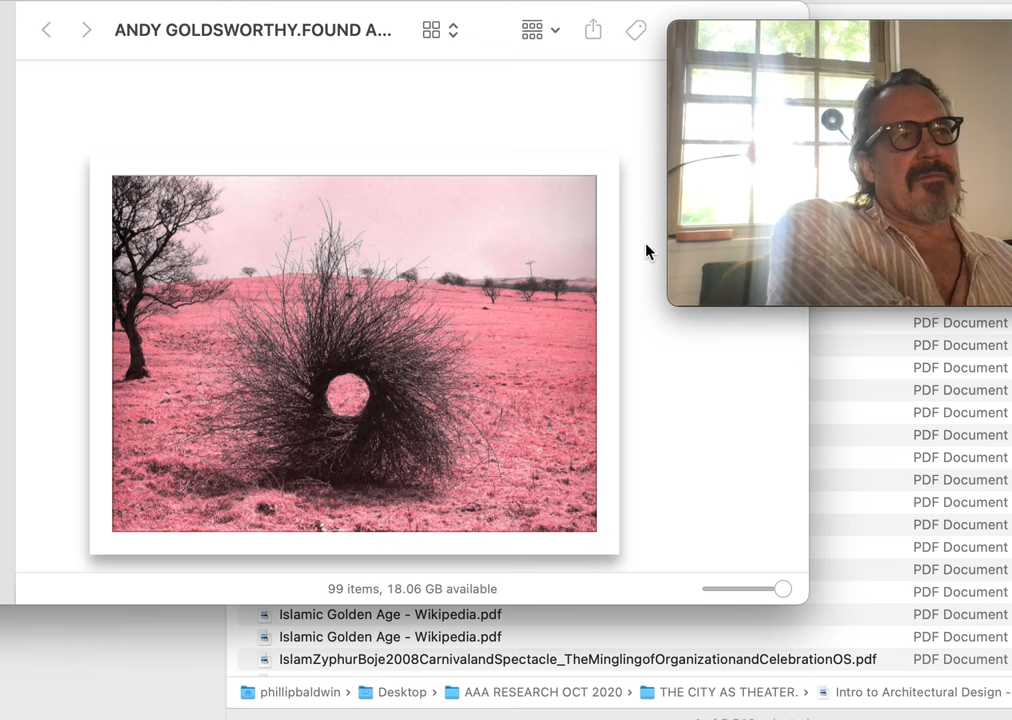 ANDY GOLDSWORTHY.FOUND A...
PDF Document
PDF Document
PDF Document
PDF Document
PDF Document
PDF Document
PDF Document
PDF Document
PDF Document
PDF Document
PDF Document
PDF Document
PDF Document
99 items, 18.06 GB available
Islamic Golden Age - Wikipedia.pdf PDF Document
Islamic Golden Age - Wikipedia.pdf PDF Document
IslamZyphurBoje2008CarnivalandSpectacle_TheMinglingofOrganizationandCelebrationOS.pdf PDF Document
phillipbaldwin › Desktop › AAA RESEARCH OCT 2020 › THE CITY AS THEATER. › Intro to Architectural Design -